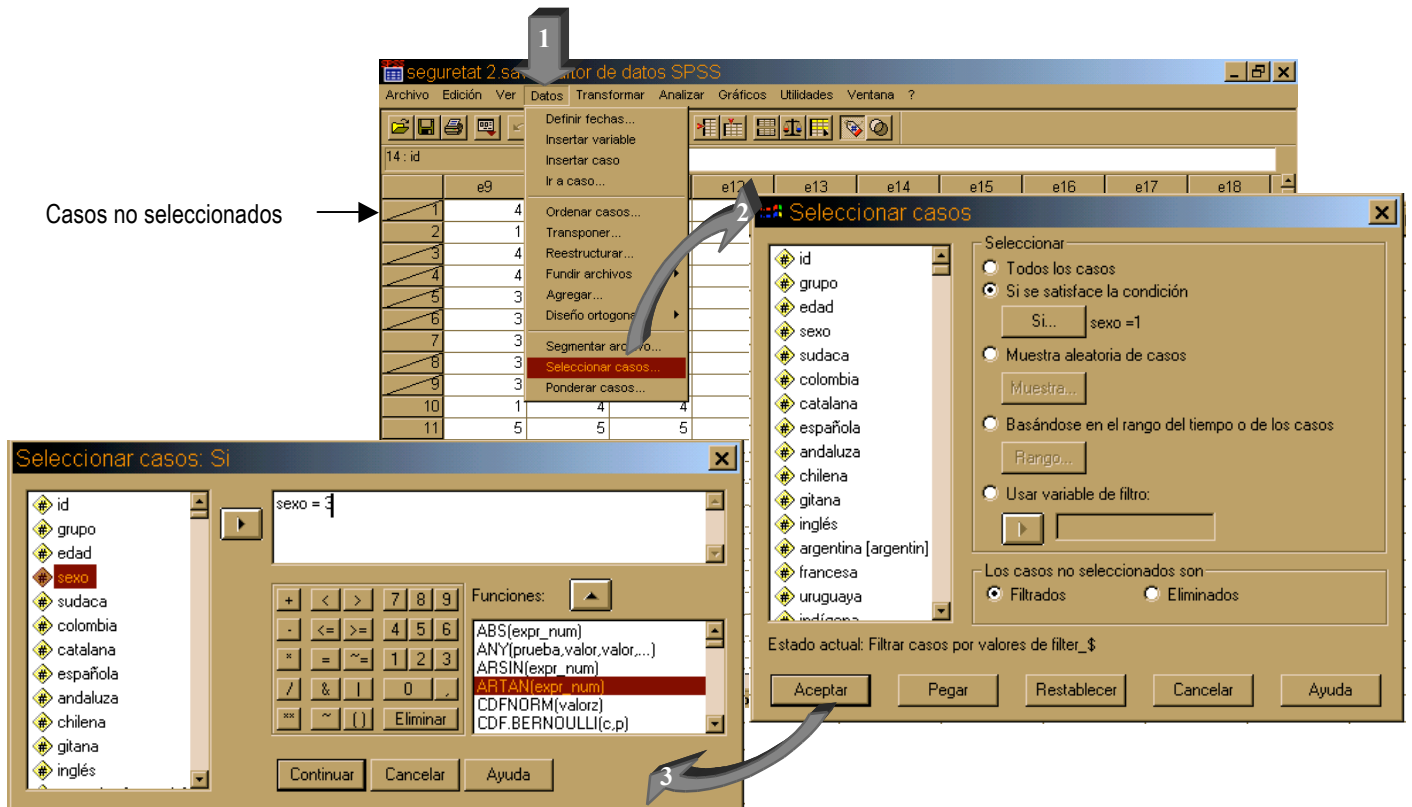 1
SPSS
seguretat 2.sav ditor de datos SPSS
Archivo Edición Ver Datos Transformar Analizar Gráficos Utilidades Ventana ?
14 : id
Definir fechas...
Insertar variable
Insertar caso
Ir a caso...
Ordenar casos...
Transponer...
Reestructurar...
Fundir archivos
Agregar...
Diseño ortogonal
Segmentar archivo...
Seleccionar casos...
Ponderar casos...
e9 e12 e13 e14 e15 e16 e17 e18
Casos no seleccionados
1 4
2 1
3 4
4 4
5 3
6 3
7 3
8 3
9 3
10 1 4 4
11 5 5 5
2
Seleccionar casos
id
grupo
edad
sexo
sudaca
colombia
catalana
española
andaluza
chilena
gitana
inglés
argentina [argentin]
francesa
uruguaya
indígena
Seleccionar
Todos los casos
Si se satisface la condición
Si... sexo =1
Muestra aleatoria de casos
Muestra...
Basándose en el rango del tiempo o de los casos
Rango...
Usar variable de filtro:
Los casos no seleccionados son
Filtrados Eliminados
Estado actual: Filtrar casos por valores de filter_$
Aceptar Pegar Restablecer Cancelar Ayuda
Seleccionar casos: Si
id
grupo
edad
sexo
sudaca
colombia
catalana
española
andaluza
chilena
gitana
inglés
sexo = 3
+ < > 7 8 9
- <= >= 4 5 6
* = ~= 1 2 3
/ & | 0 ,
** ~ () Eliminar
Funciones:
ABS(expr_num)
ANY(prueba,valor,valor,...)
ARSIN(expr_num)
ARTAN(expr_num)
CDFNORM(valorz)
CDF.BERNOULLI(c,p)
Continuar Cancelar Ayuda
3